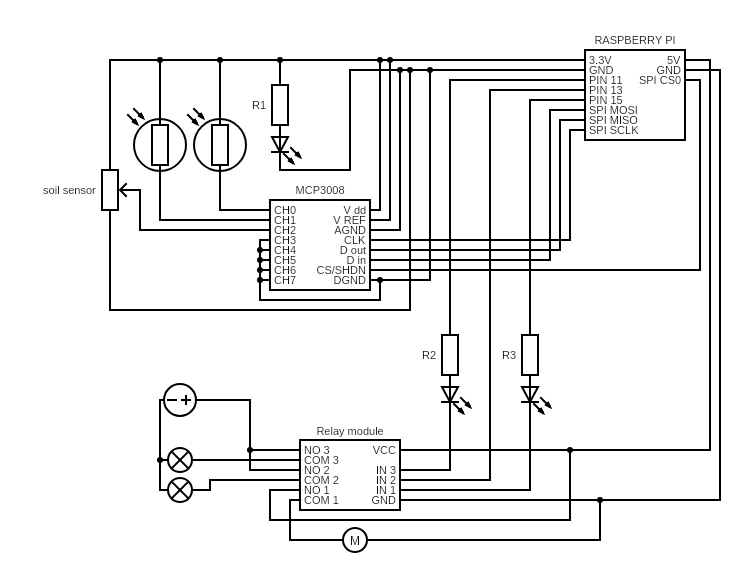 RASPBERRY PI
3.3V 5V
GND GND
PIN 11 SPI CS0
PIN 13
PIN 15
SPI MOSI
SPI MISO
SPI SCLK
R1
soil sensor
MCP3008
CH0 V dd
CH1 V REF
CH2 AGND
CH3 CLK
CH4 D out
CH5 D in
CH6 CS/SHDN
CH7 DGND
R2 R3
Relay module
NO 3 VCC
COM 3
NO 2 IN 3
COM 2 IN 2
NO 1 IN 1
COM 1 GND
M